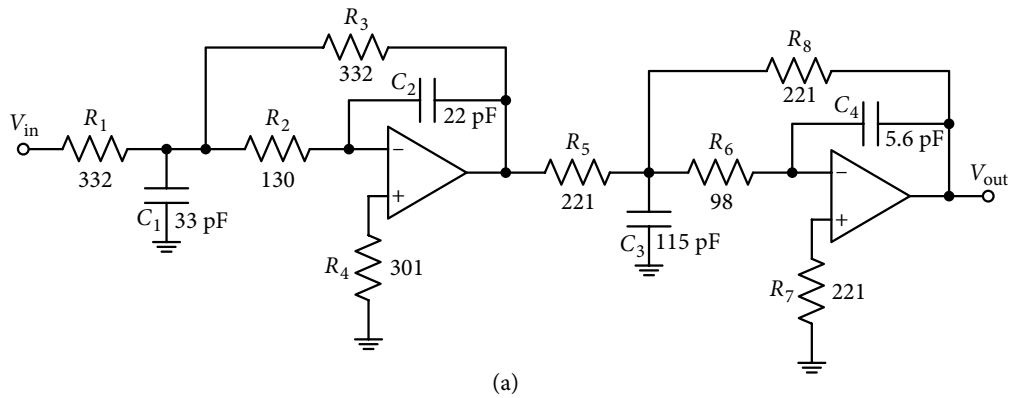 R3
332
C2
22 pF
Vin
R1
332
R2
130
−
+
C1
33 pF
R4
301
R8
221
C4
5.6 pF
R5
221
R6
98
−
+
Vout
C3
115 pF
R7
221
(a)